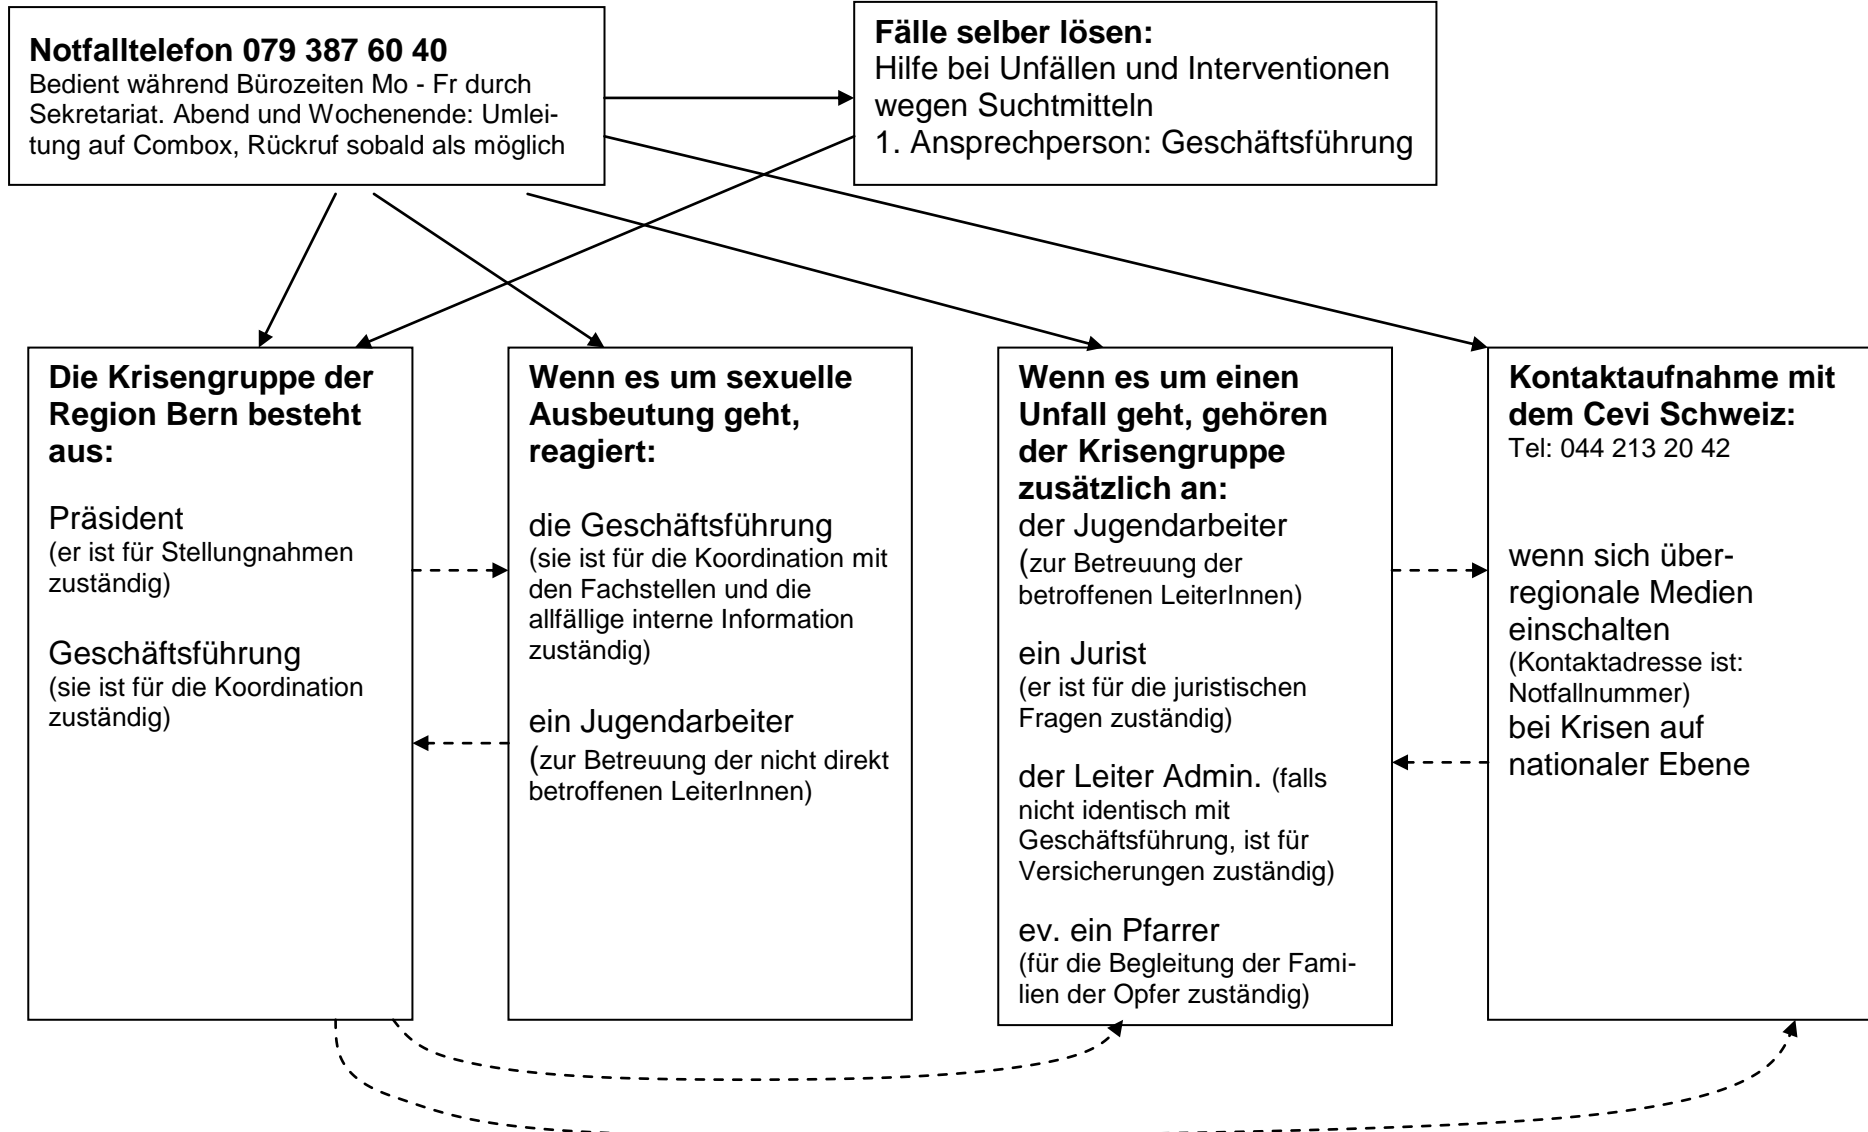 Notfalltelefon 079 387 60 40
Bedient während Bürozeiten Mo - Fr durch
Sekretariat. Abend und Wochenende: Umlei-
tung auf Combox, Rückruf sobald als möglich
Fälle selber lösen:
Hilfe bei Unfällen und Interventionen
wegen Suchtmitteln
1. Ansprechperson: Geschäftsführung
Die Krisengruppe der
Region Bern besteht
aus:
Präsident
(er ist für Stellungnahmen
zuständig)
Geschäftsführung
(sie ist für die Koordination
zuständig)
Wenn es um sexuelle
Ausbeutung geht,
reagiert:
die Geschäftsführung
(sie ist für die Koordination mit
den Fachstellen und die
allfällige interne Information
zuständig)
ein Jugendarbeiter
(zur Betreuung der nicht direkt
betroffenen LeiterInnen)
Wenn es um einen
Unfall geht, gehören
der Krisengruppe
zusätzlich an:
der Jugendarbeiter
(zur Betreuung der
betroffenen LeiterInnen)
ein Jurist
(er ist für die juristischen
Fragen zuständig)
der Leiter Admin. (falls
nicht identisch mit
Geschäftsführung, ist für
Versicherungen zuständig)
ev. ein Pfarrer
(für die Begleitung der Fami-
lien der Opfer zuständig)
Kontaktaufnahme mit
dem Cevi Schweiz:
Tel: 044 213 20 42
wenn sich über-
regionale Medien
einschalten
(Kontaktadresse ist:
Notfallnummer)
bei Krisen auf
nationaler Ebene